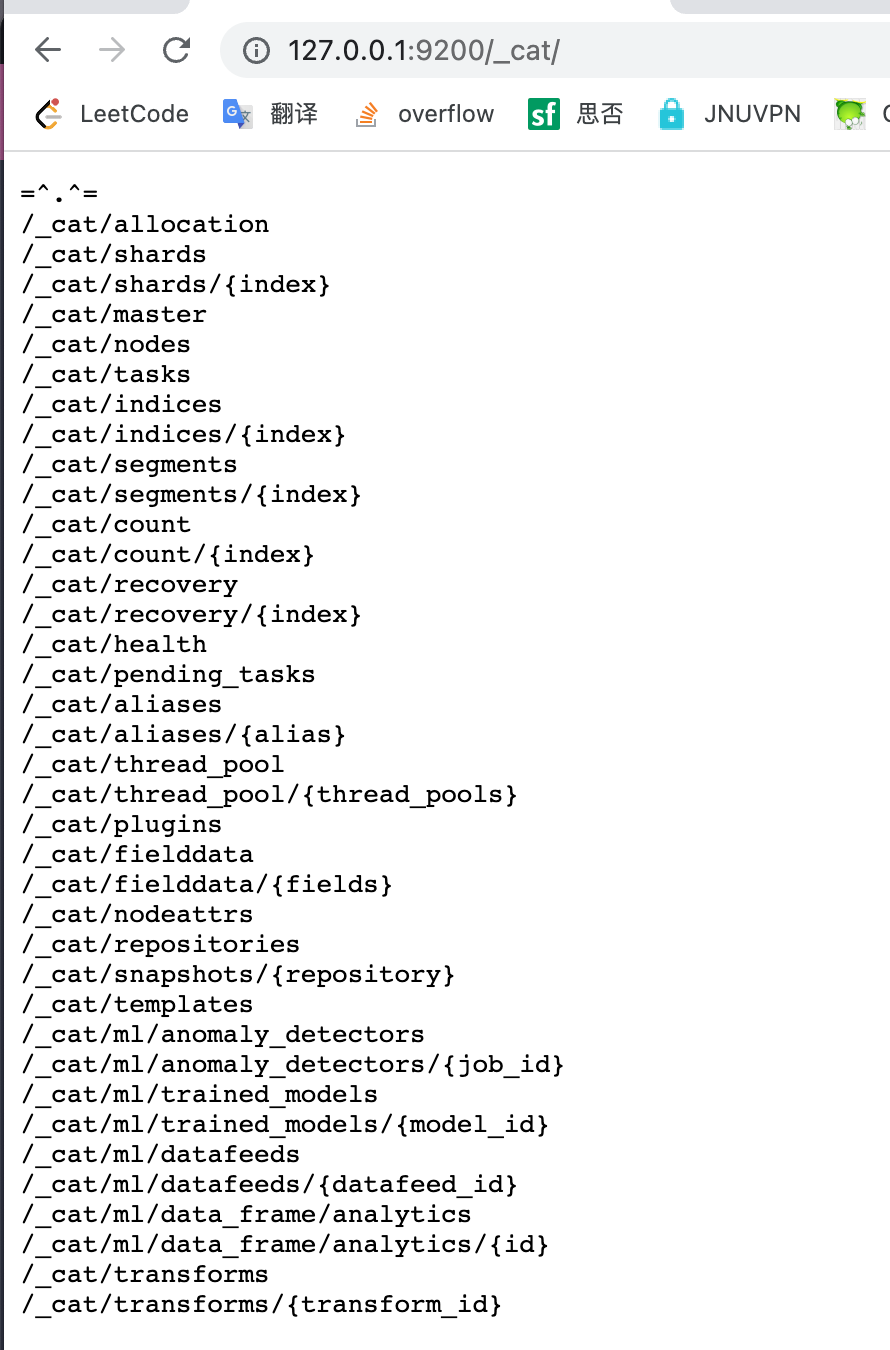 127.0.0.1:9200/_cat/
LeetCode 翻译 overflow sf 思否 JNUVPN
=^.^=
/_cat/allocation
/_cat/shards
/_cat/shards/{index}
/_cat/master
/_cat/nodes
/_cat/tasks
/_cat/indices
/_cat/indices/{index}
/_cat/segments
/_cat/segments/{index}
/_cat/count
/_cat/count/{index}
/_cat/recovery
/_cat/recovery/{index}
/_cat/health
/_cat/pending_tasks
/_cat/aliases
/_cat/aliases/{alias}
/_cat/thread_pool
/_cat/thread_pool/{thread_pools}
/_cat/plugins
/_cat/fielddata
/_cat/fielddata/{fields}
/_cat/nodeattrs
/_cat/repositories
/_cat/snapshots/{repository}
/_cat/templates
/_cat/ml/anomaly_detectors
/_cat/ml/anomaly_detectors/{job_id}
/_cat/ml/trained_models
/_cat/ml/trained_models/{model_id}
/_cat/ml/datafeeds
/_cat/ml/datafeeds/{datafeed_id}
/_cat/ml/data_frame/analytics
/_cat/ml/data_frame/analytics/{id}
/_cat/transforms
/_cat/transforms/{transform_id}